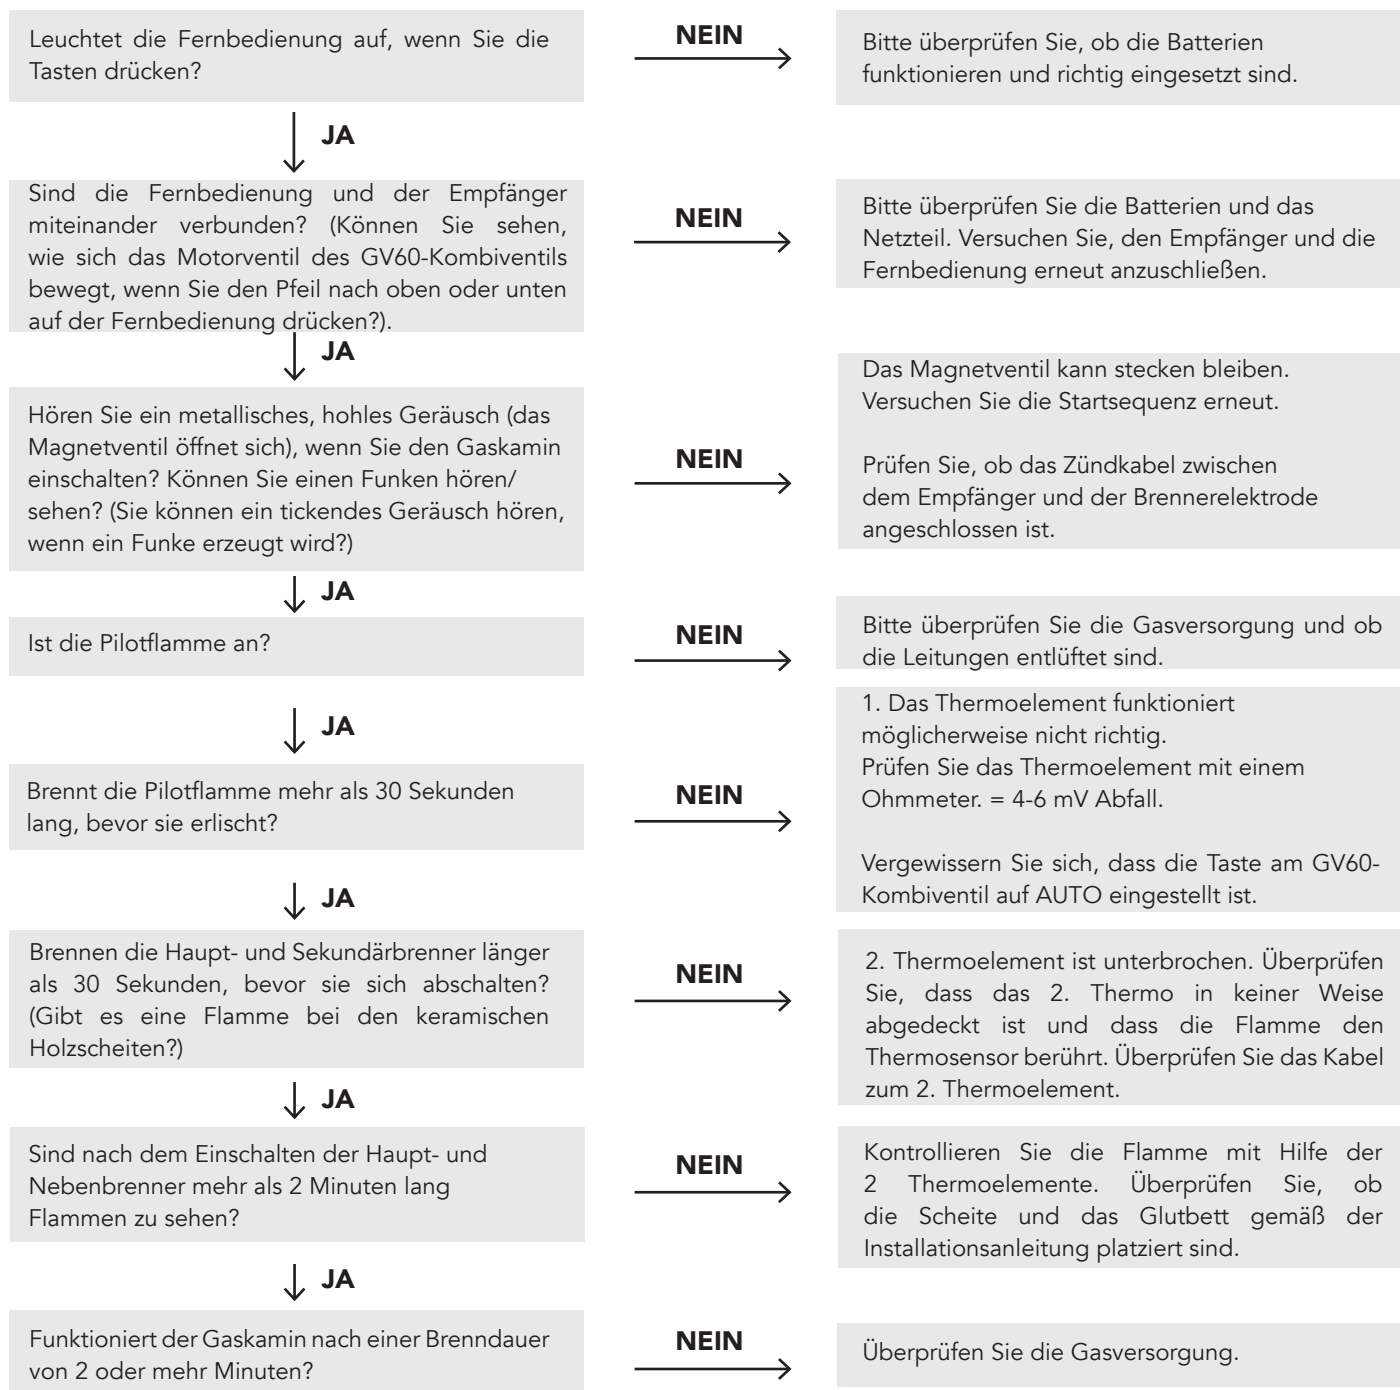 Leuchtet die Fernbedienung auf, wenn Sie die
Tasten drücken?
NEIN
Bitte überprüfen Sie, ob die Batterien
funktionieren und richtig eingesetzt sind.
JA
Sind die Fernbedienung und der Empfänger
miteinander verbunden? (Können Sie sehen,
wie sich das Motorventil des GV60-Kombiventils
bewegt, wenn Sie den Pfeil nach oben oder unten
auf der Fernbedienung drücken?).
NEIN
Bitte überprüfen Sie die Batterien und das
Netzteil. Versuchen Sie, den Empfänger und die
Fernbedienung erneut anzuschließen.
JA
Hören Sie ein metallisches, hohles Geräusch (das
Magnetventil öffnet sich), wenn Sie den Gaskamin
einschalten? Können Sie einen Funken hören/
sehen? (Sie können ein tickendes Geräusch hören,
wenn ein Funke erzeugt wird?)
NEIN
Das Magnetventil kann stecken bleiben.
Versuchen Sie die Startsequenz erneut.
Prüfen Sie, ob das Zündkabel zwischen
dem Empfänger und der Brennerelektrode
angeschlossen ist.
JA
Ist die Pilotflamme an?
NEIN
Bitte überprüfen Sie die Gasversorgung und ob
die Leitungen entlüftet sind.
JA
Brennt die Pilotflamme mehr als 30 Sekunden
lang, bevor sie erlischt?
NEIN
1. Das Thermoelement funktioniert
möglicherweise nicht richtig.
Prüfen Sie das Thermoelement mit einem
Ohmmeter. = 4-6 mV Abfall.
Vergewissern Sie sich, dass die Taste am GV60-
Kombiventil auf AUTO eingestellt ist.
JA
Brennen die Haupt- und Sekundärbrenner länger
als 30 Sekunden, bevor sie sich abschalten?
(Gibt es eine Flamme bei den keramischen
Holzscheiten?)
NEIN
2. Thermoelement ist unterbrochen. Überprüfen
Sie, dass das 2. Thermo in keiner Weise
abgedeckt ist und dass die Flamme den
Thermosensor berührt. Überprüfen Sie das Kabel
zum 2. Thermoelement.
JA
Sind nach dem Einschalten der Haupt- und
Nebenbrenner mehr als 2 Minuten lang
Flammen zu sehen?
NEIN
Kontrollieren Sie die Flamme mit Hilfe der
2 Thermoelemente. Überprüfen Sie, ob
die Scheite und das Glutbett gemäß der
Installationsanleitung platziert sind.
JA
Funktioniert der Gaskamin nach einer Brenndauer
von 2 oder mehr Minuten?
NEIN
Überprüfen Sie die Gasversorgung.